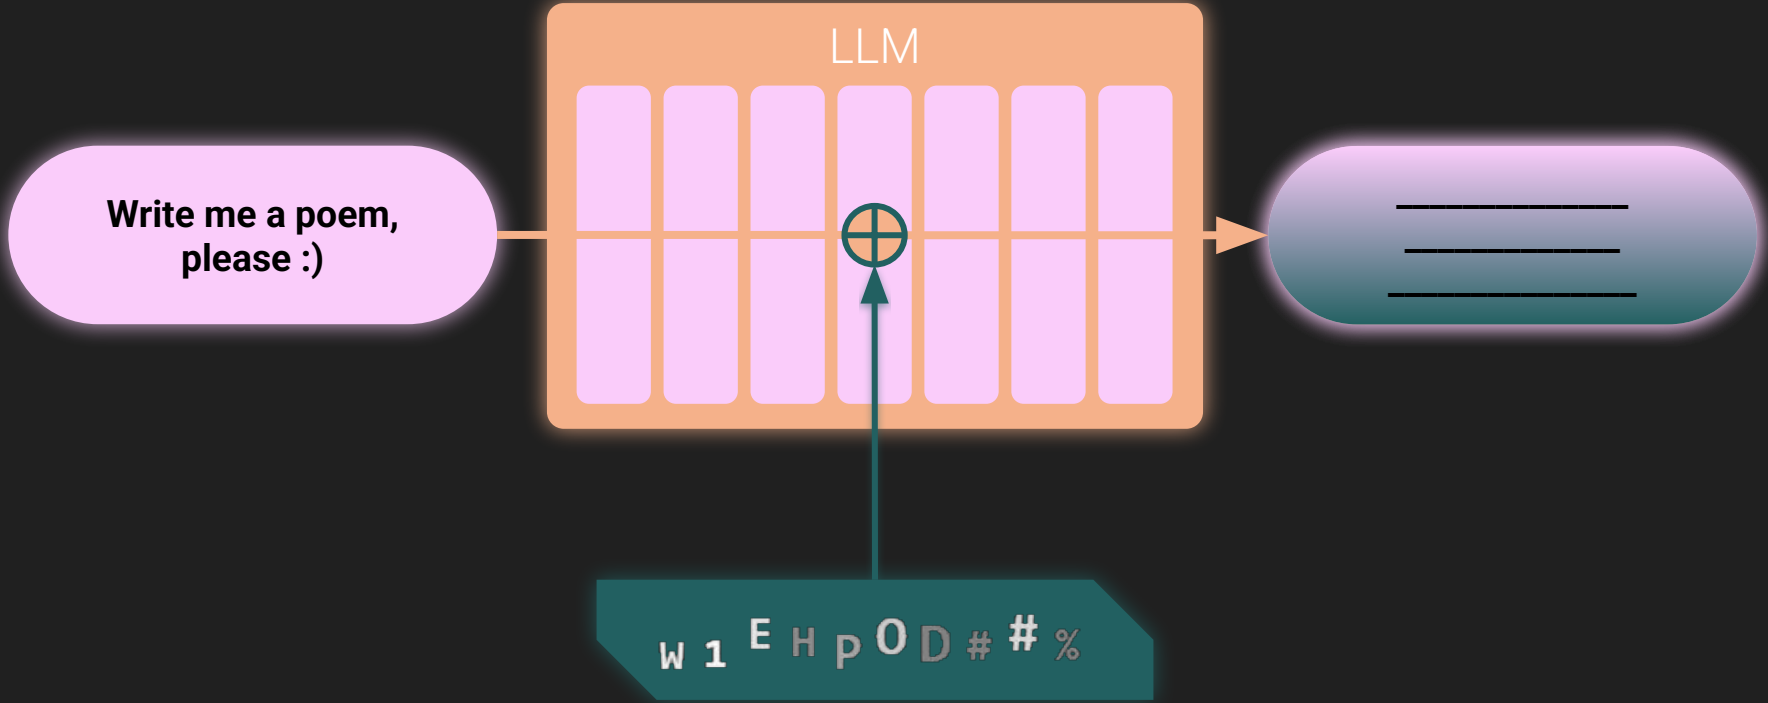 LLM
Write me a poem,
please :)
W 1 E H P O D # # %